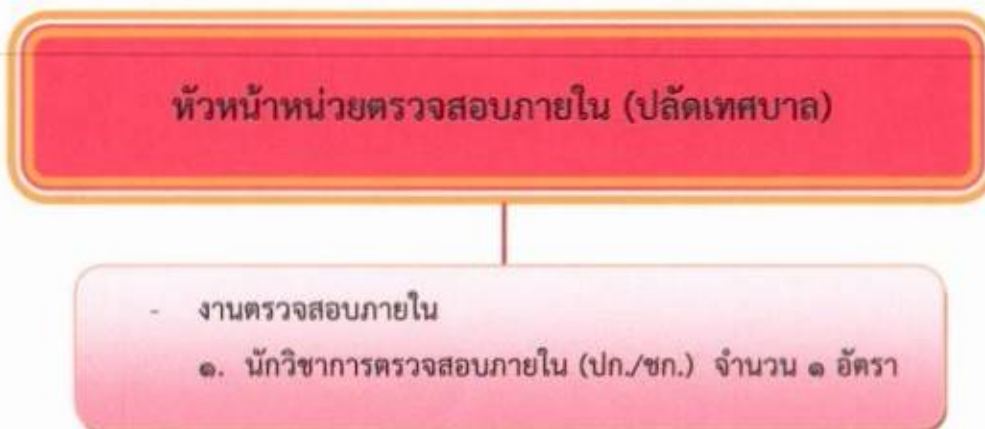 หัวหน้าหน่วยตรวจสอบภายใน (ปลัดเทศบาล)
- งานตรวจสอบภายใน
๑. นักวิชาการตรวจสอบภายใน (ปก./ชก.) จำนวน ๑ อัตรา